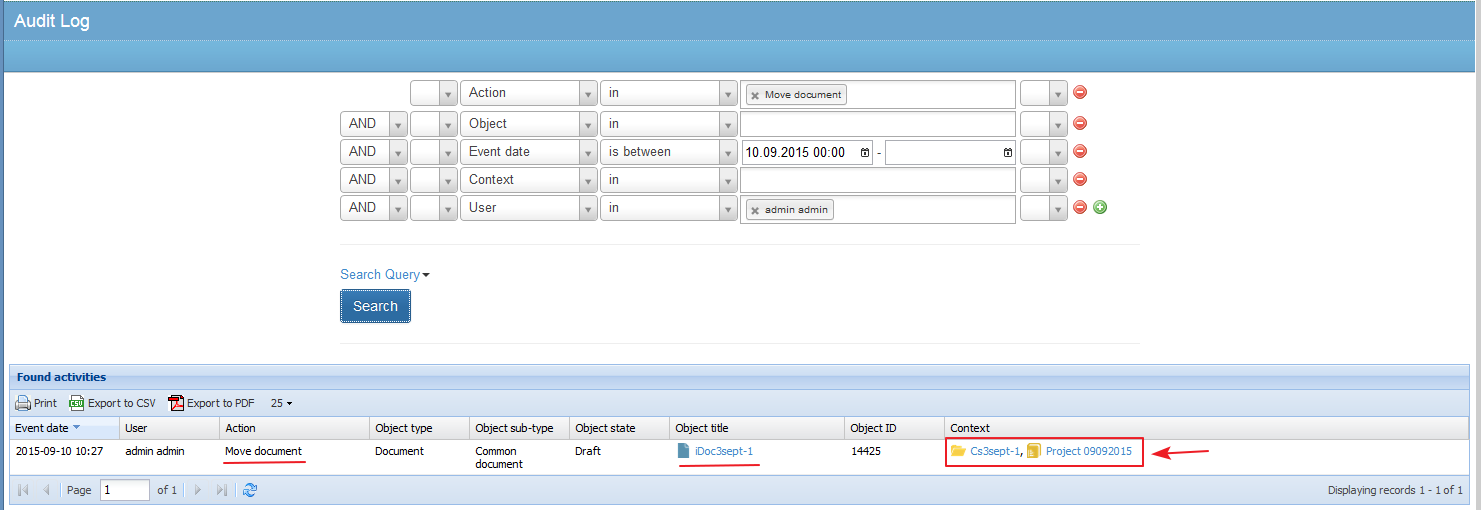 Audit Log
Action in Move document
AND Object in
AND Event date is between 10.09.2015 00:00 -
AND Context in
AND User in admin admin
Search Query
Search
Found activities
Print CSV Export to CSV Export to PDF 25
Event date User Action Object type Object sub-type Object state Object title Object ID Context
2015-09-10 10:27 admin admin Move document Document Common document Draft iDoc3sept-1 14425 Cs3sept-1, Project 09092015
Page 1 of 1 Displaying records 1 - 1 of 1